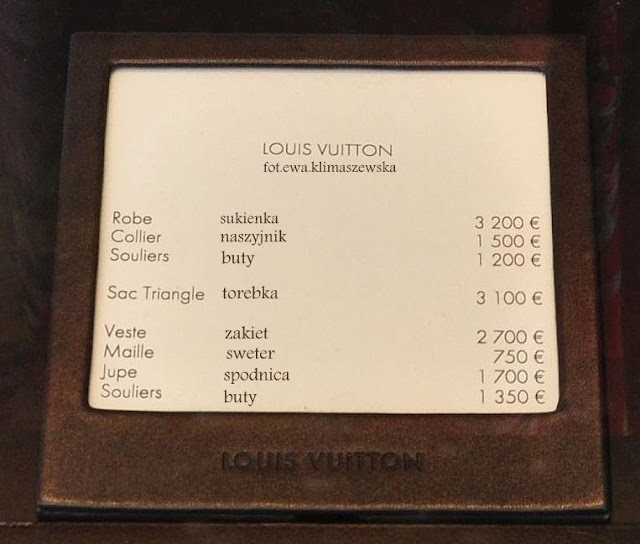 LOUIS VUITTON
fot.ewa.klimaszewska
Robe sukienka 3 200 €
Collier naszyjnik 1 500 €
Souliers buty 1 200 €
Sac Triangle torebka 3 100 €
Veste zakiet 2 700 €
Maille sweter 750 €
Jupe spodnica 1 700 €
Souliers buty 1 350 €
LOUIS VUITTON